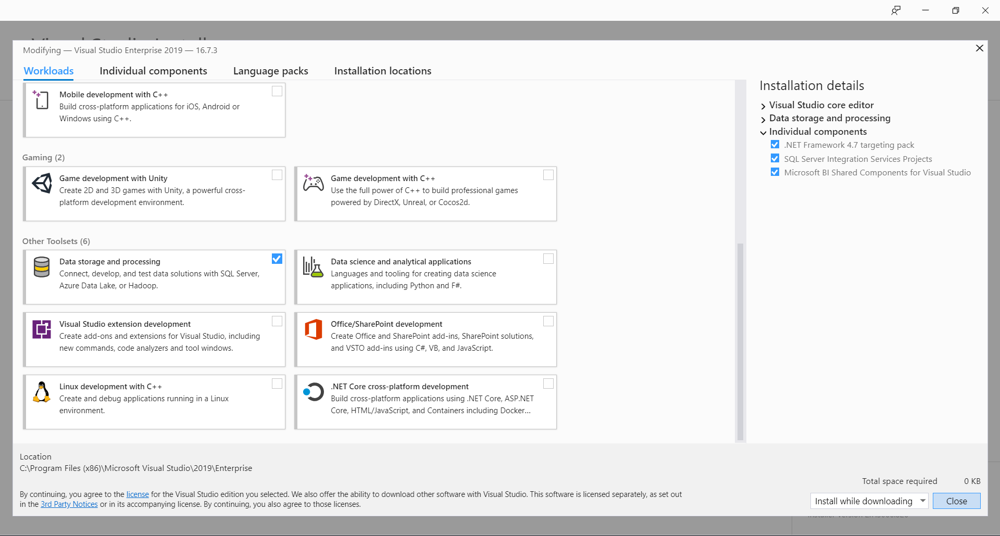 Modifying — Visual Studio Enterprise 2019 — 16.7.3
Workloads
Individual components
Language packs
Installation locations
Mobile development with C++
Build cross-platform applications for iOS, Android or
Windows using C++.
Gaming (2)
Game development with Unity
Create 2D and 3D games with Unity, a powerful cross-
platform development environment.
Game development with C++
Use the full power of C++ to build professional games
powered by DirectX, Unreal, or Cocos2d.
Other Toolsets (6)
Data storage and processing
Connect, develop, and test data solutions with SQL Server,
Azure Data Lake, or Hadoop.
Data science and analytical applications
Languages and tooling for creating data science
applications, including Python and F#.
Visual Studio extension development
Create add-ons and extensions for Visual Studio, including
new commands, code analyzers and tool windows.
Office/SharePoint development
Create Office and SharePoint add-ins, SharePoint solutions,
and VSTO add-ins using C#, VB, and JavaScript.
Linux development with C++
Create and debug applications running in a Linux
environment.
.NET Core cross-platform development
Build cross-platform applications using .NET Core, ASP.NET
Core, HTML/JavaScript, and Containers including Docker...
Installation details
Visual Studio core editor
Data storage and processing
Individual components
.NET Framework 4.7 targeting pack
SQL Server Integration Services Projects
Microsoft BI Shared Components for Visual Studio
Location
C:\Program Files (x86)\Microsoft Visual Studio\2019\Enterprise
Total space required 0 KB
By continuing, you agree to the license for the Visual Studio edition you selected. We also offer the ability to download other software with Visual Studio. This software is licensed separately, as set out
in the 3rd Party Notices or in its accompanying license. By continuing, you also agree to those licenses.
Install while downloading
Close